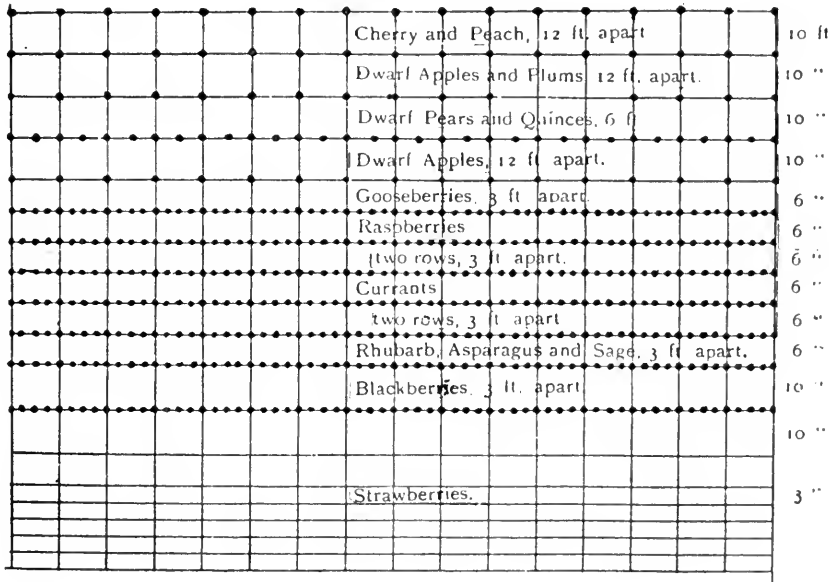 Cherry and Peach, 12 ft. apart 10 ft
Dwarf Apples and Plums, 12 ft. apart. 10 "
Dwarf Pears and Quinces, 6 ft 10 "
Dwarf Apples, 12 ft apart. 10 "
Gooseberries, 3 ft apart. 6 "
Raspberries 6 "
two rows, 3 ft apart. 6 "
Currants 6 "
two rows, 3 ft apart 6 "
Rhubarb, Asparagus and Sage, 3 ft apart. 6 "
Blackberries, 3 ft. apart 10 "
10 "
Strawberries. 3 "